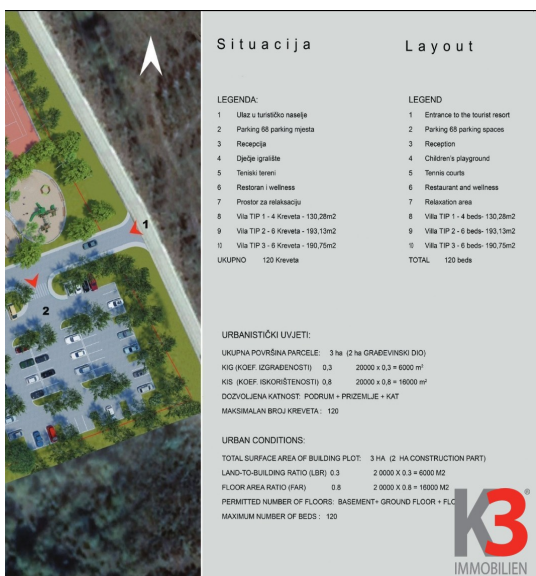 Situacija
Layout
LEGENDA:
1 Ulaz u turističko naselje
2 Parking 68 parking mjesta
3 Recepcija
4 Dječje igralište
5 Teniski tereni
6 Restoran i wellness
7 Prostor za relaksaciju
8 Vila TIP 1 - 4 Kreveta - 130,28m2
9 Vila TIP 2 - 6 Kreveta - 193,13m2
10 Vila TIP 3 - 6 Kreveta - 190,75m2
UKUPNO 120 Kreveta
LEGEND
1 Entrance to the tourist resort
2 Parking 68 parking spaces
3 Reception
4 Children's playground
5 Tennis courts
6 Restaurant and wellness
7 Relaxation area
8 Villa TIP 1 - 4 beds- 130,28m2
9 Villa TIP 2 - 6 beds- 193,13m2
10 Villa TIP 3 - 6 beds- 190,75m2
TOTAL 120 beds
1
2
URBANISTIČKI UVJETI:
UKUPNA POVRŠINA PARCELE: 3 ha (2 ha GRAĐEVINSKI DIO)
KIG (KOEF. IZGRAĐENOSTI) 0,3 20000 x 0,3 = 6000 m²
KIS (KOEF. ISKORIŠTENOSTI) 0,8 20000 x 0,8 = 16000 m²
DOZVOLJENA KATNOST: PODRUM + PRIZEMLJE + KAT
MAKSIMALAN BROJ KREVETA : 120
URBAN CONDITIONS:
TOTAL SURFACE AREA OF BUILDING PLOT: 3 HA (2 HA CONSTRUCTION PART)
LAND-TO-BUILDING RATIO (LBR) 0.3 2 0000 X 0.3 = 6000 M2
FLOOR AREA RATIO (FAR) 0.8 2 0000 X 0.8 = 16000 M2
PERMITTED NUMBER OF FLOORS: BASEMENT+ GROUND FLOOR +
MAXIMUM NUMBER OF BEDS : 120
K3®
IMMOBILIEN